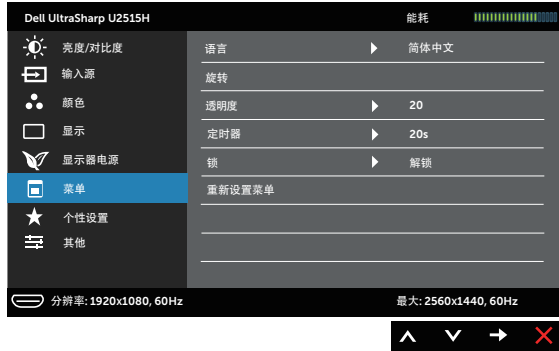 Dell UltraSharp U2515H 能耗
亮度/对比度 语言 简体中文
输入源 旋转
颜色 透明度 20
显示 定时器 20s
显示器电源 锁 解锁
菜单 重新设置菜单
个性设置
其他
分辨率: 1920x1080, 60Hz 最大: 2560x1440, 60Hz